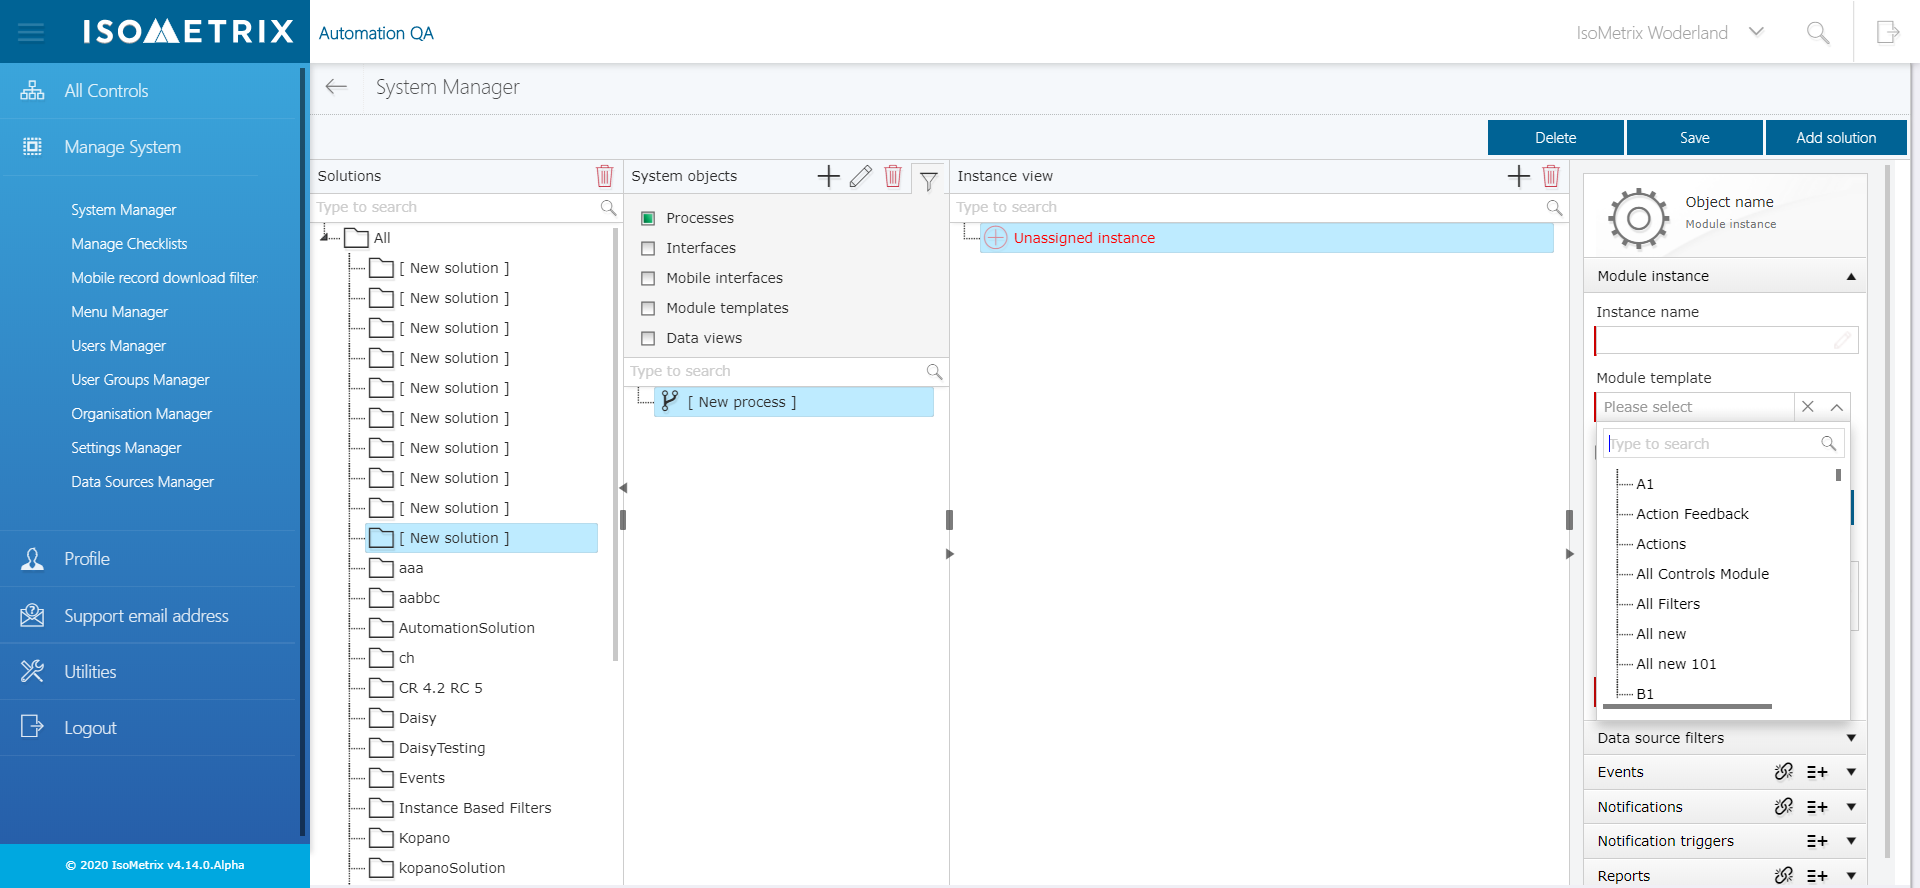 ISOMETRIX
Automation QA
IsoMetrix Woderland
All Controls
Manage System
System Manager
Manage Checklists
Mobile record download filter
Menu Manager
Users Manager
User Groups Manager
Organisation Manager
Settings Manager
Data Sources Manager
Profile
Support email address
Utilities
Logout
© 2020 IsoMetrix v4.14.0.Alpha
System Manager
Delete
Save
Add solution
Solutions
Type to search
All
[ New solution ]
[ New solution ]
[ New solution ]
[ New solution ]
[ New solution ]
[ New solution ]
[ New solution ]
[ New solution ]
[ New solution ]
[ New solution ]
aaa
aabbc
AutomationSolution
ch
CR 4.2 RC 5
Daisy
DaisyTesting
Events
Instance Based Filters
Kopano
kopanoSolution
System objects
Processes
Interfaces
Mobile interfaces
Module templates
Data views
Type to search
[ New process ]
Instance view
Type to search
Unassigned instance
Object name
Module instance
Module instance
Instance name
Module template
Please select
Type to search
A1
Action Feedback
Actions
All Controls Module
All Filters
All new
All new 101
B1
Data source filters
Events
Notifications
Notification triggers
Reports